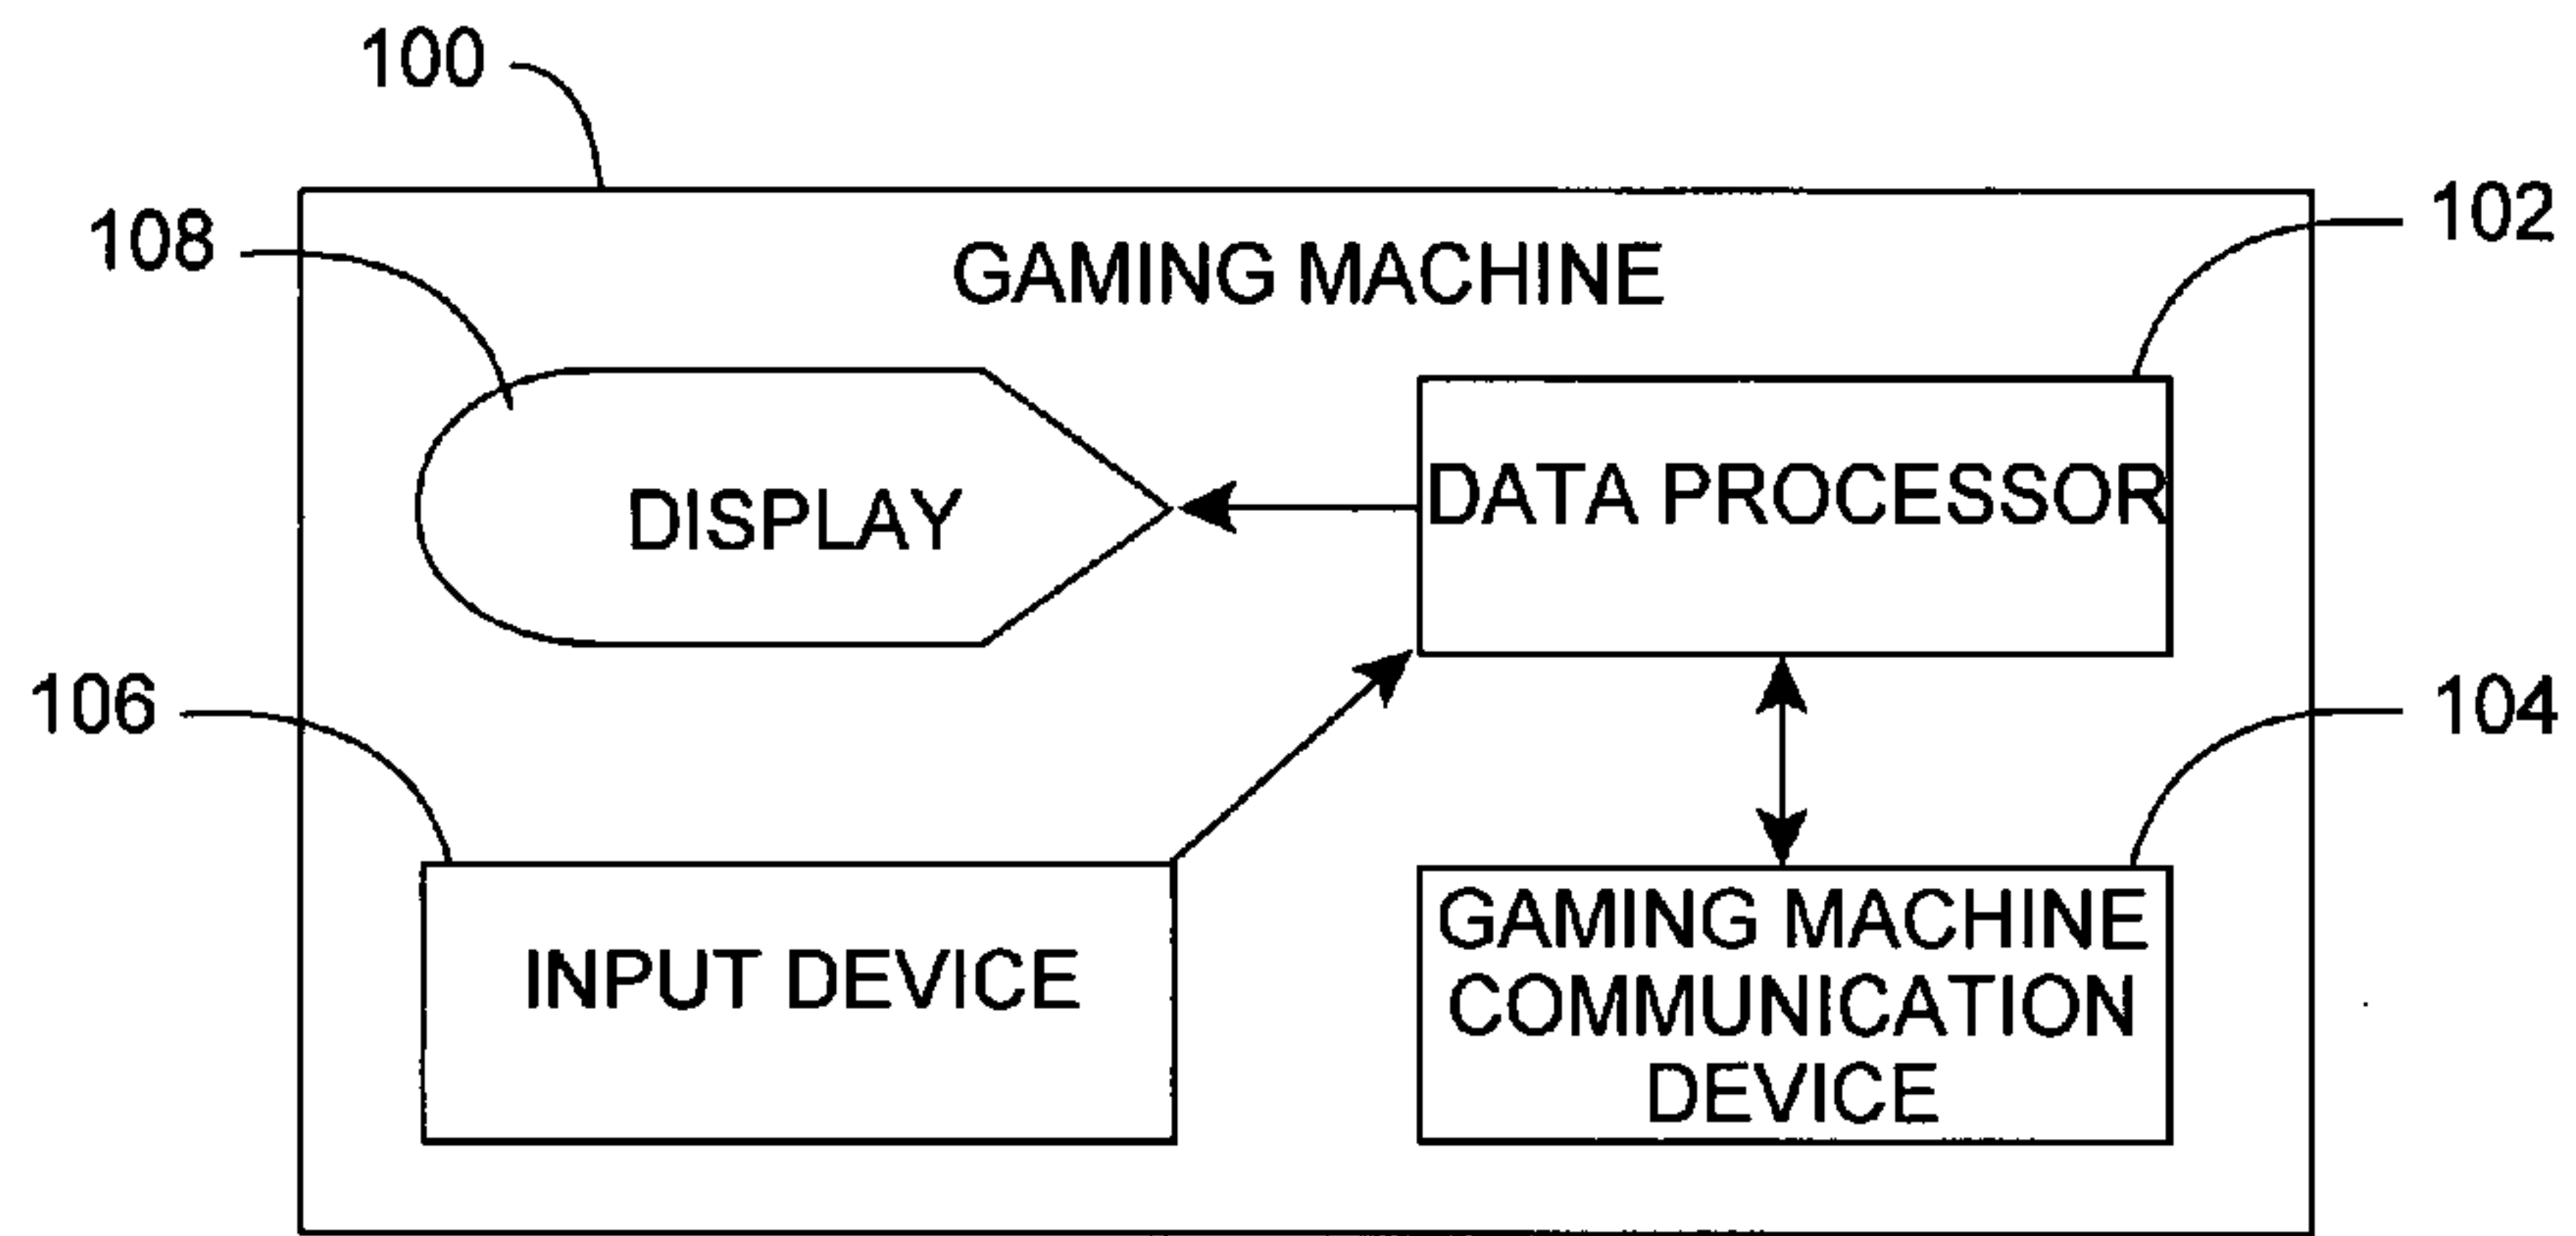 100
108
102
GAMING MACHINE
DISPLAY
DATA PROCESSOR
106
104
INPUT DEVICE
GAMING MACHINE
COMMUNICATION
DEVICE